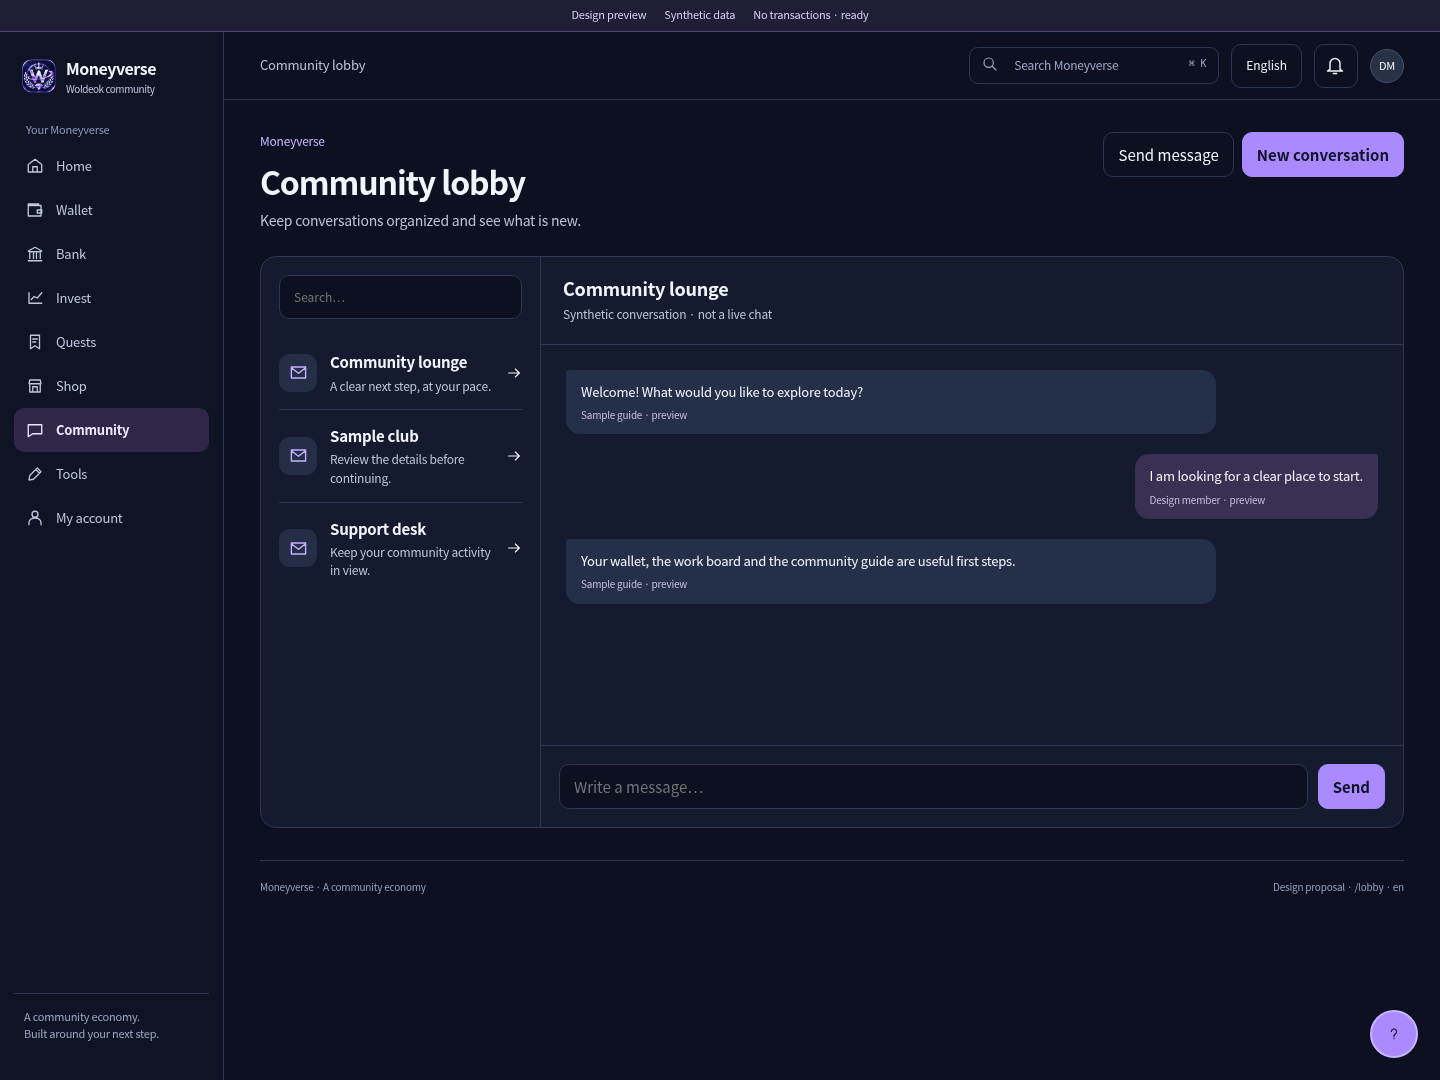 Design preview Synthetic data No transactions · ready
Moneyverse
Woldeok community
Your Moneyverse
Home
Wallet
Bank
Invest
Quests
Shop
Community
Tools
My account
A community economy.
Built around your next step.
Community lobby
Search Moneyverse
⌘ K
English
DM
Moneyverse
Community lobby
Keep conversations organized and see what is new.
Send message
New conversation
Search…
Community lounge
A clear next step, at your pace.
Sample club
Review the details before
continuing.
Support desk
Keep your community activity
in view.
Community lounge
Synthetic conversation · not a live chat
Welcome! What would you like to explore today?
Sample guide · preview
I am looking for a clear place to start.
Design member · preview
Your wallet, the work board and the community guide are useful first steps.
Sample guide · preview
Write a message…
Send
Moneyverse · A community economy
Design proposal · /lobby · en
?